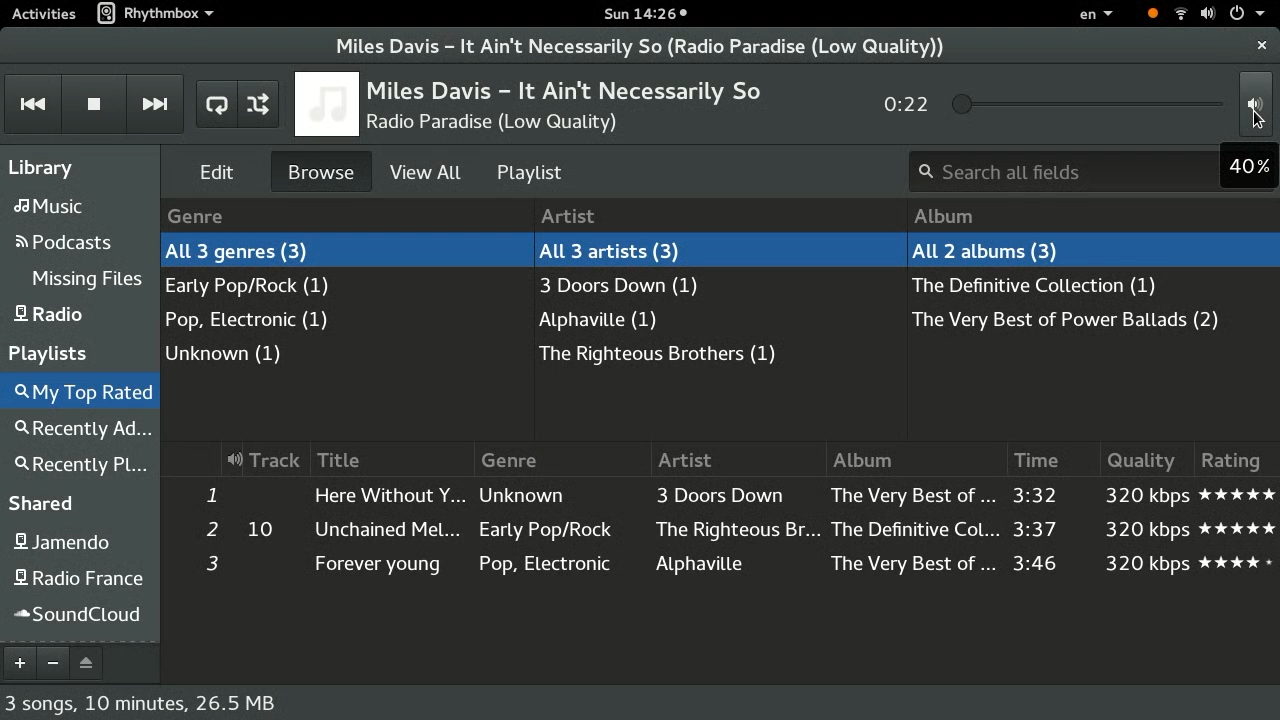 Activities Rhythmbox Sun 14:26 en
Miles Davis – It Ain't Necessarily So (Radio Paradise (Low Quality))
Miles Davis – It Ain't Necessarily So
Radio Paradise (Low Quality)
0:22
40%
Edit Browse View All Playlist Search all fields
Library
Music
Podcasts
Missing Files
Radio
Playlists
My Top Rated
Recently Ad...
Recently Pl...
Shared
Jamendo
Radio France
SoundCloud
Genre Artist Album
All 3 genres (3) All 3 artists (3) All 2 albums (3)
Early Pop/Rock (1) 3 Doors Down (1) The Definitive Collection (1)
Pop, Electronic (1) Alphaville (1) The Very Best of Power Ballads (2)
Unknown (1) The Righteous Brothers (1)
Track Title Genre Artist Album Time Quality Rating
1 Here Without Y... Unknown 3 Doors Down The Very Best of ... 3:32 320 kbps ★★★★★
2 10 Unchained Mel... Early Pop/Rock The Righteous Br... The Definitive Col... 3:37 320 kbps ★★★★★
3 Forever young Pop, Electronic Alphaville The Very Best of ... 3:46 320 kbps ★★★★
3 songs, 10 minutes, 26.5 MB